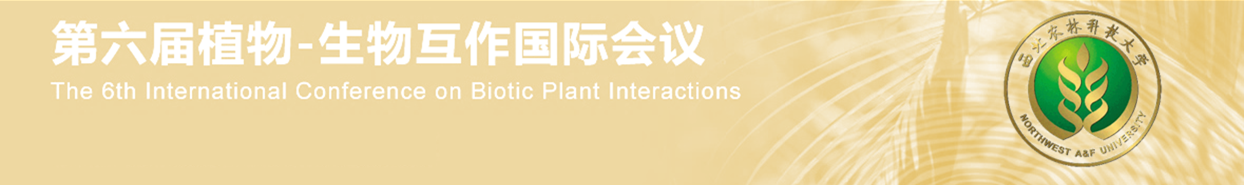 第六届植物-生物互作国际会议
The 6th International Conference on Biotic Plant Interactions
西北农林科技大学
NORTHWEST A&F UNIVERSITY